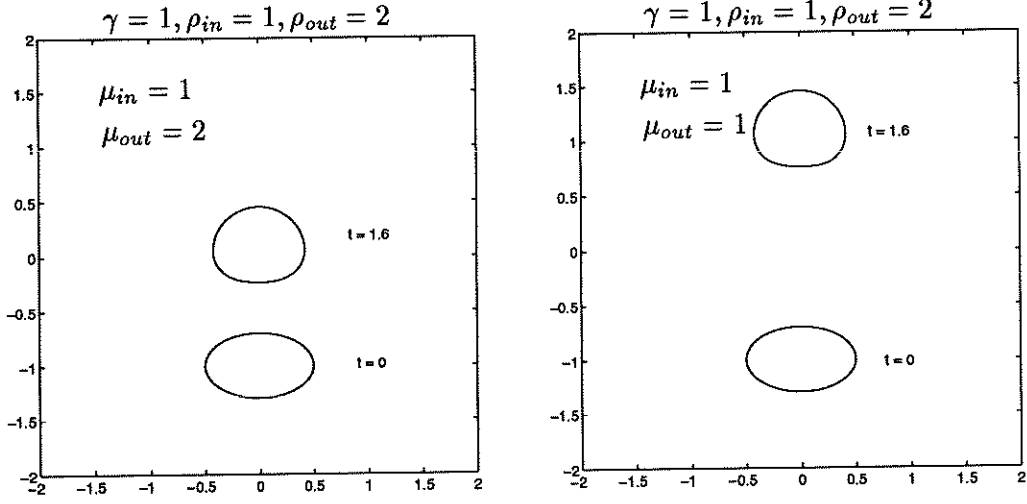 γ = 1, ρ_in = 1, ρ_out = 2
2
1.5
1
0.5
0
−0.5
−1
−1.5
−2
μ_in = 1
μ_out = 2
t = 1.6
t = 0
−2 −1.5 −1 −0.5 0 0.5 1 1.5 2
γ = 1, ρ_in = 1, ρ_out = 2
2
1.5
1
0.5
0
−0.5
−1
−1.5
−2
μ_in = 1
μ_out = 1
t = 1.6
t = 0
−2 −1.5 −1 −0.5 0 0.5 1 1.5 2